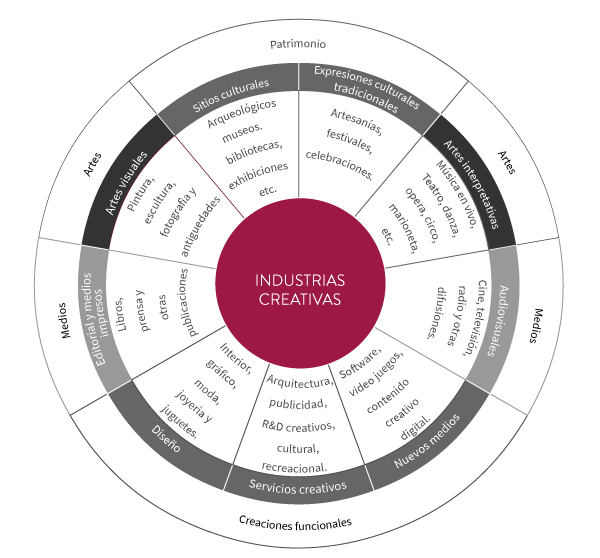 Patrimonio
Sitios culturales
Arqueológicos
museos.
bibliotecas,
exhibiciones
etc.
Expresiones culturales
tradicionales
Artesanías,
festivales,
celebraciones.
Artes
Artes interpretativas
Música en vivo,
Teatro, danza,
opera, circo,
marioneta,
etc.
Medios
Audiovisuales
Cine, televisión,
radio y otras
difusiones.
Creaciones funcionales
Nuevos medios
Software,
video juegos,
contenido
creativo
digital.
Servicios creativos
Arquitectura,
publicidad,
R&D creativos,
cultural,
recreacional.
Diseño
Interior,
gráfico,
moda,
joyeria y
juguetes.
Medios
Editorial y medios
impresos
Libros,
prensa y
otras
publicaciones
Artes
Artes visuales
Pintura,
escultura,
fotografia y
antiguedades
INDUSTRIAS
CREATIVAS